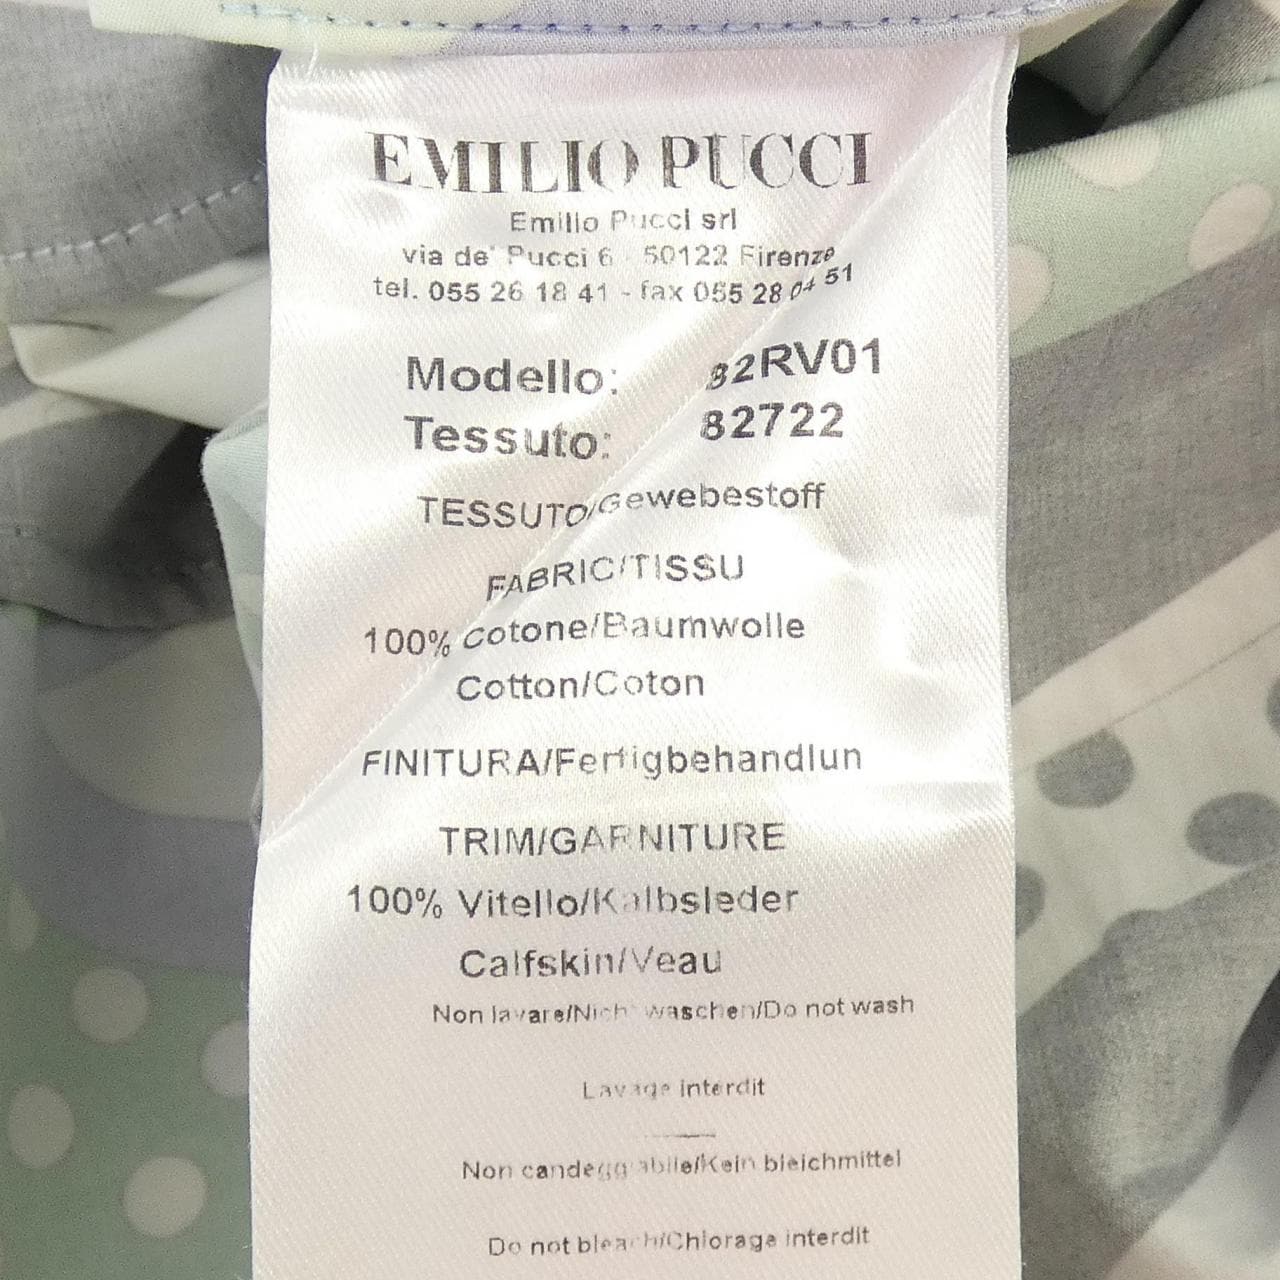 EMILIO PUCCI
Emilio Pucci srl
via de' Pucci 6 - 50122 Firenze
tel. 055 26 18 41 - fax 055 28 04 51
Modello: 82RV01
Tessuto: 82722
TESSUTO/Gewebestoff
FABRIC/TISSU
100% Cotone/Baumwolle
Cotton/Coton
FINITURA/Fertigbehandlun
TRIM/GARNITURE
100% Vitello/Kalbsleder
Calfskin/Veau
Non lavare/Nicht waschen/Do not wash
Lavage interdit
Non candeggiabile/Kein bleichmittel
Do not bleach/Chlorage interdit